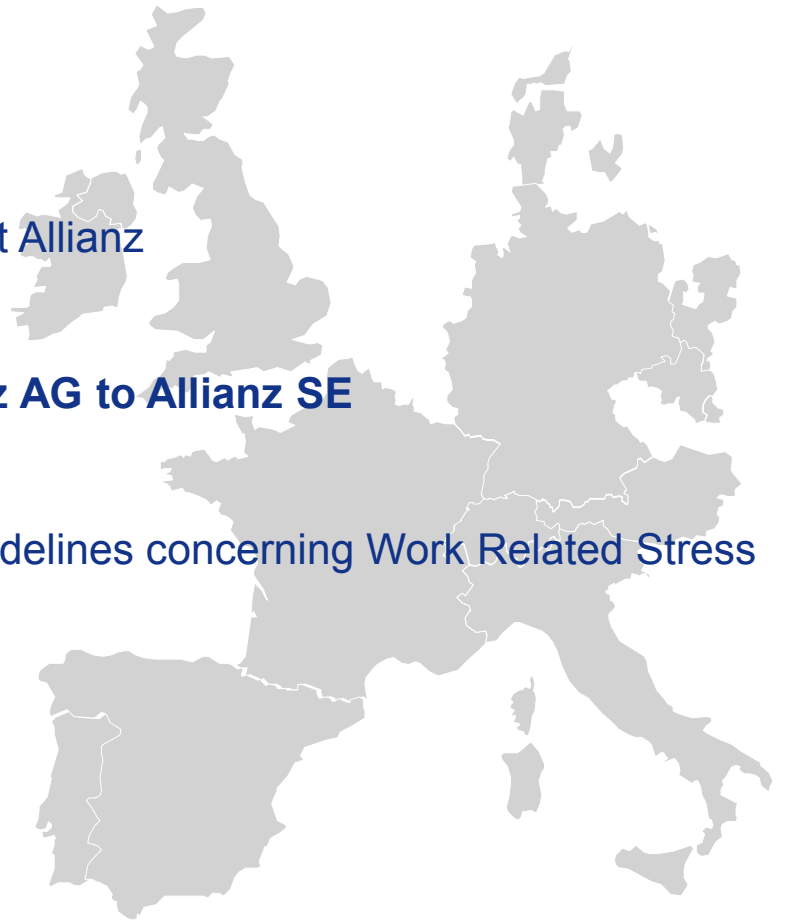 t Allianz
z AG to Allianz SE
delines concerning Work Related Stress